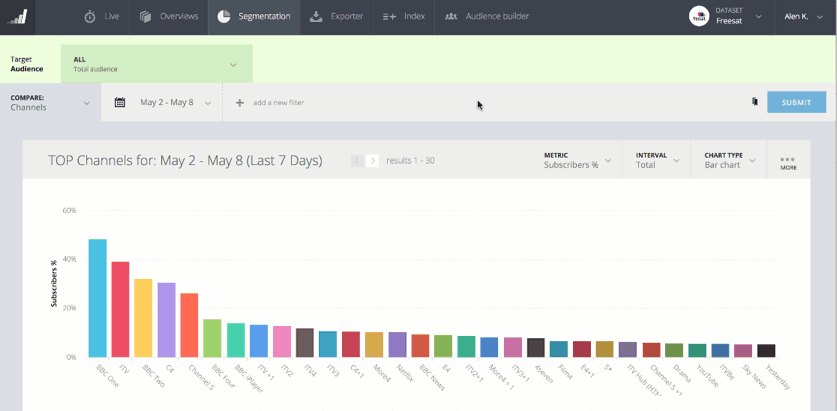 Live
Overviews
Segmentation
Exporter
Index
Audience builder
DATASET
Freesat
Alen K.
Target
Audience
ALL
Total audience
COMPARE:
Channels
May 2 - May 8
add a new filter
SUBMIT
TOP Channels for: May 2 - May 8 (Last 7 Days)
results 1 - 30
METRIC
Subscribers %
INTERVAL
Total
CHART TYPE
Bar chart
MORE
60%
40%
20%
0%
Subscribers %
BBC One
ITV
BBC Two
C4
Channel 5
BBC Four
BBC iPlayer
ITV +1
ITV2
ITV4
ITV3
C4+1
More4
Netflix
BBC News
E4
ITV2+1
More4 + 1
ITV3+1
4seven
Film4
E4+1
5*
ITV Hub (HTI)*
Channel 5 +1
Drama
YouTube
ITVBe
Sky News
Yesterday